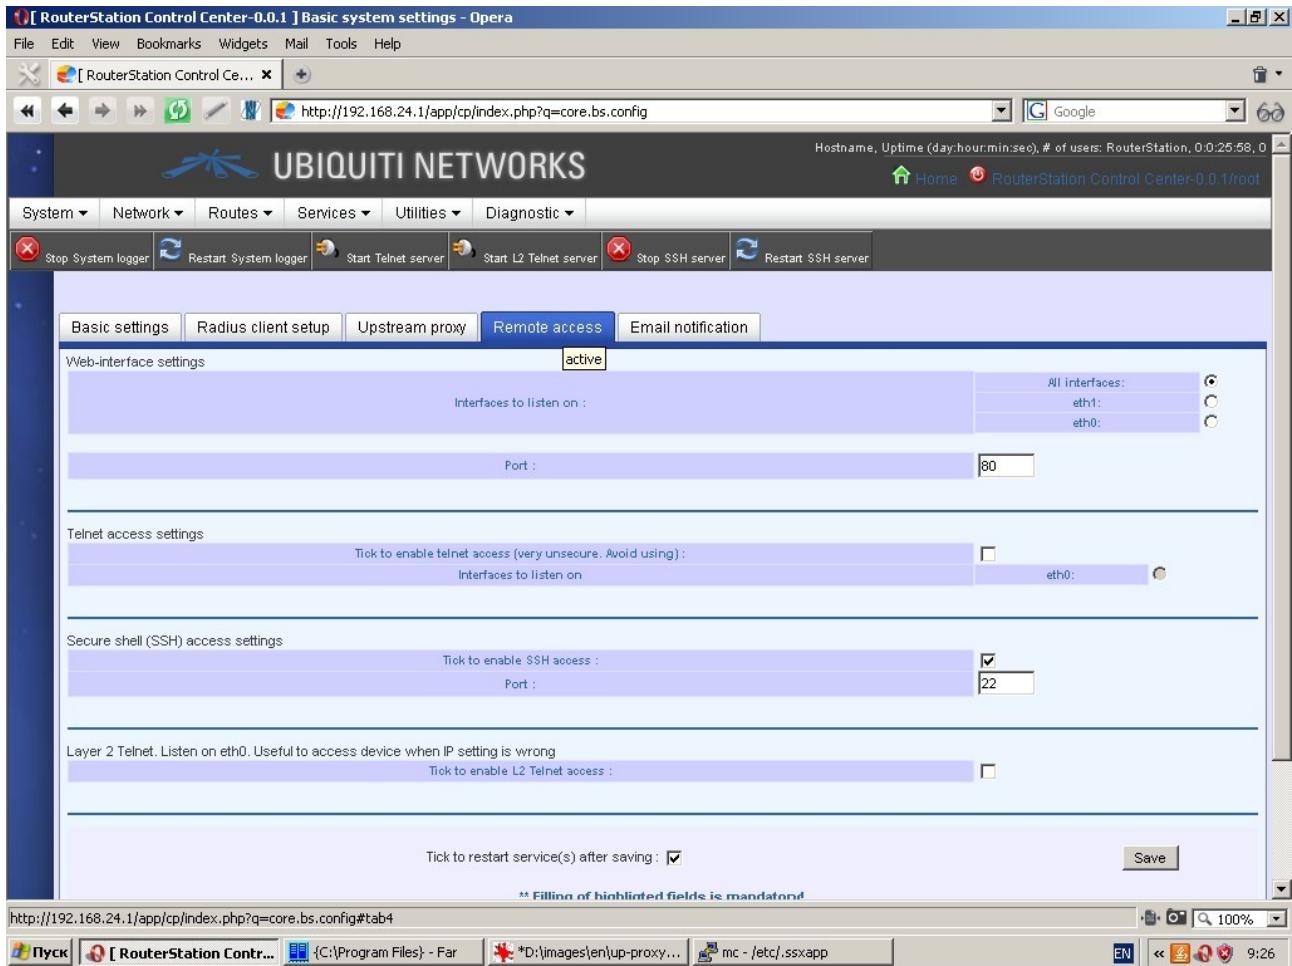 [ RouterStation Control Center-0.0.1 ] Basic system settings - Opera
File Edit View Bookmarks Widgets Mail Tools Help
[ RouterStation Control Ce...
http://192.168.24.1/app/cp/index.php?q=core.bs.config Google
Hostname, Uptime (day:hour:min:sec), # of users: RouterStation, 0:0:25:58, 0
UBIQUITI NETWORKS
Home RouterStation Control Center-0.0.1/root
System Network Routes Services Utilities Diagnostic
Stop System logger Restart System logger Start Telnet server Start L2 Telnet server Stop SSH server Restart SSH server
Basic settings Radius client setup Upstream proxy Remote access Email notification
active
Web-interface settings
All interfaces:
Interfaces to listen on : eth1:
eth0:
Port : 80
Telnet access settings
Tick to enable telnet access (very unsecure. Avoid using) :
Interfaces to listen on eth0:
Secure shell (SSH) access settings
Tick to enable SSH access :
Port : 22
Layer 2 Telnet. Listen on eth0. Useful to access device when IP setting is wrong
Tick to enable L2 Telnet access :
Tick to restart service(s) after saving : Save
** Filling of highligted fields is mandatory!
http://192.168.24.1/app/cp/index.php?q=core.bs.config#tab4 100%
Пуск [ RouterStation Contr... {C:\Program Files} - Far *D:\images\en\up-proxy... mc - /etc/.ssxapp EN « 9:26